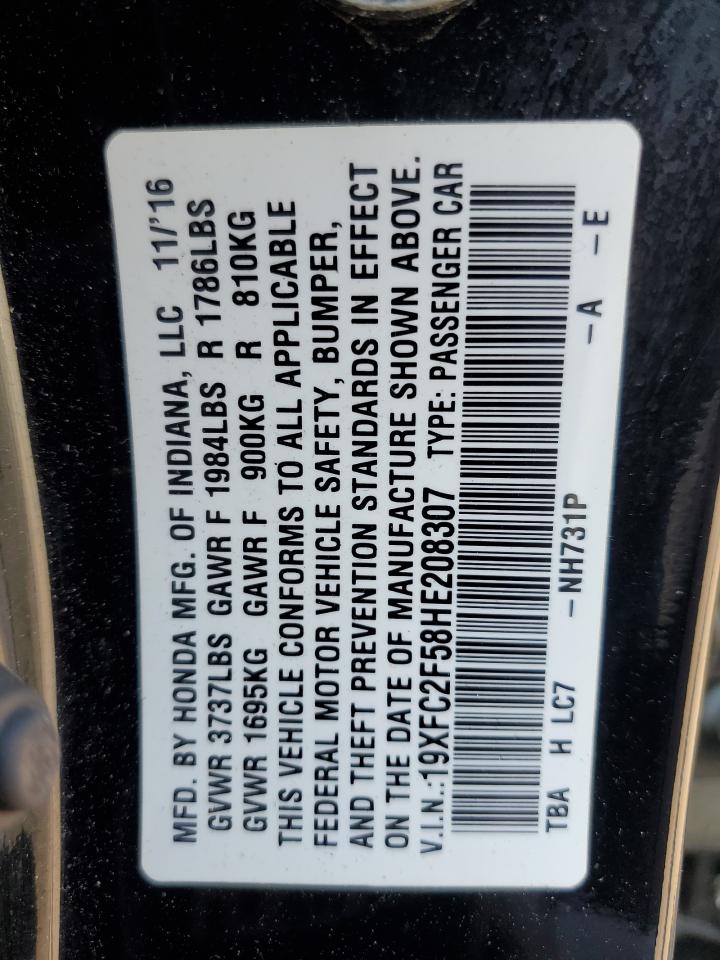 MFD. BY HONDA MFG. OF INDIANA, LLC 11/'16
GVWR 3737LBS GAWR F 1984LBS R 1786LBS
GVWR 1695KG GAWR F 900KG R 810KG
THIS VEHICLE CONFORMS TO ALL APPLICABLE
FEDERAL MOTOR VEHICLE SAFETY, BUMPER,
AND THEFT PREVENTION STANDARDS IN EFFECT
ON THE DATE OF MANUFACTURE SHOWN ABOVE.
V.I.N.:19XFC2F58HE208307 TYPE: PASSENGER CAR
TBA H LC7 –NH731P –A –E